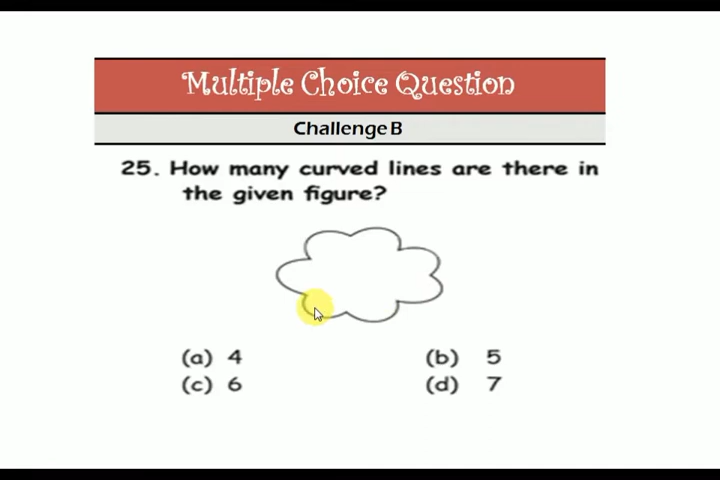 Multiple Choice Question
Challenge B
25. How many curved lines are there in
the given figure?
(a) 4 (b) 5
(c) 6 (d) 7